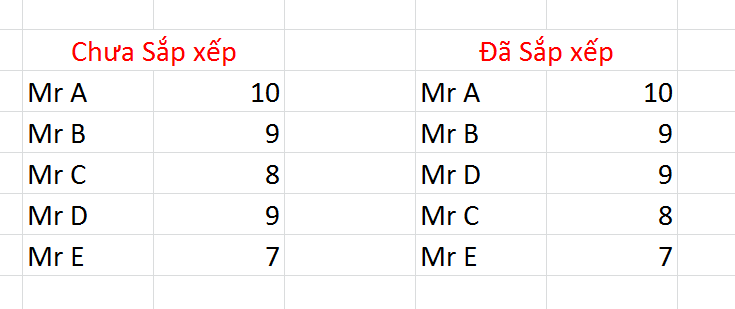 Chưa Sắp xếp Đã Sắp xếp
Mr A 10 Mr A 10
Mr B 9 Mr B 9
Mr C 8 Mr D 9
Mr D 9 Mr C 8
Mr E 7 Mr E 7